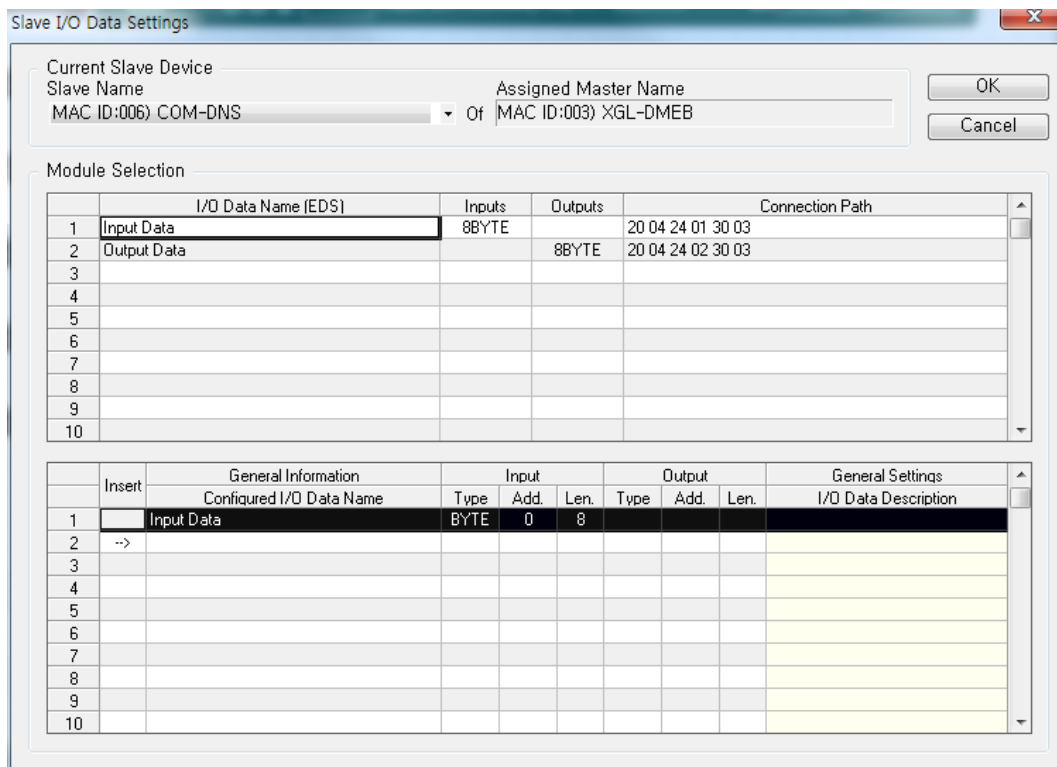 Slave I/O Data Settings
Current Slave Device
Slave Name
Assigned Master Name
MAC ID:006) COM-DNS
Of
MAC ID:003) XGL-DMEB
OK
Cancel
Module Selection
I/O Data Name (EDS) Inputs Outputs Connection Path
1 Input Data 8BYTE 20 04 24 01 30 03
2 Output Data 8BYTE 20 04 24 02 30 03
3
4
5
6
7
8
9
10
Insert General Information Input Output General Settings
Configured I/O Data Name Type Add. Len. Type Add. Len. I/O Data Description
1 Input Data BYTE 0 8
2 -->
3
4
5
6
7
8
9
10